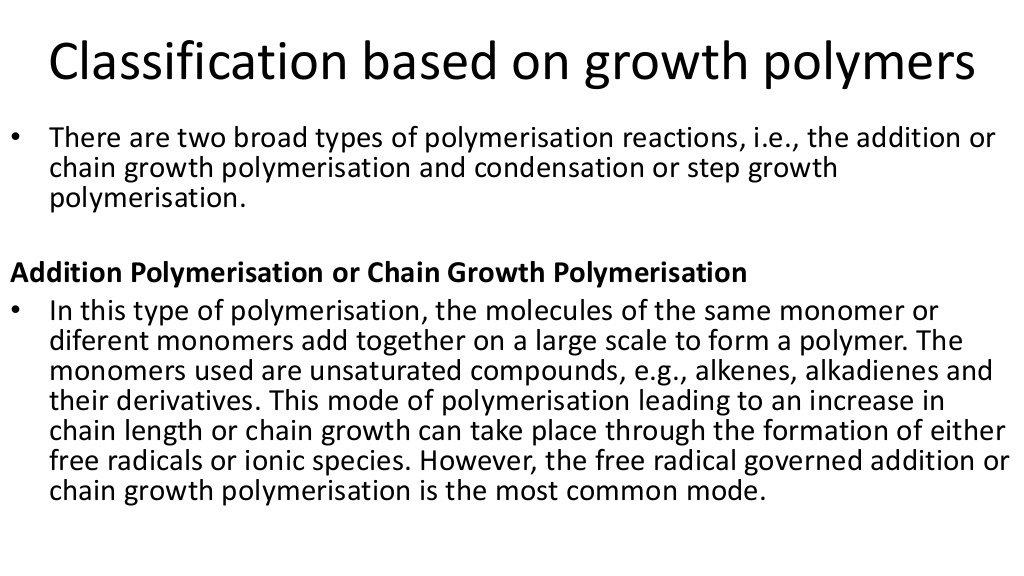 Classification based on growth polymers
• There are two broad types of polymerisation reactions, i.e., the addition or
chain growth polymerisation and condensation or step growth
polymerisation.
Addition Polymerisation or Chain Growth Polymerisation
• In this type of polymerisation, the molecules of the same monomer or
diferent monomers add together on a large scale to form a polymer. The
monomers used are unsaturated compounds, e.g., alkenes, alkadienes and
their derivatives. This mode of polymerisation leading to an increase in
chain length or chain growth can take place through the formation of either
free radicals or ionic species. However, the free radical governed addition or
chain growth polymerisation is the most common mode.